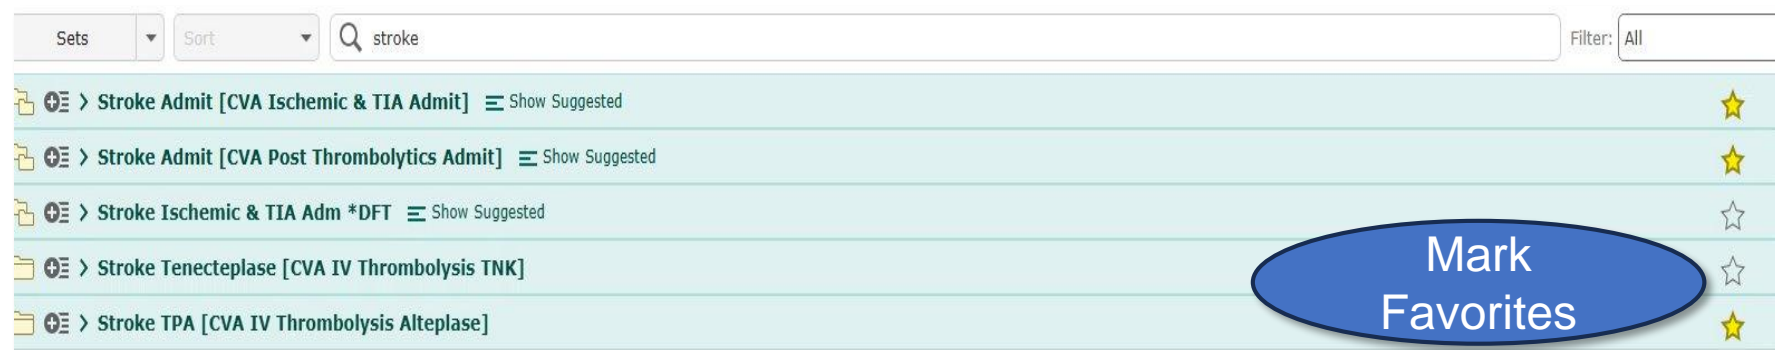 Sets Sort stroke Filter: All
Stroke Admit [CVA Ischemic & TIA Admit] Show Suggested
Stroke Admit [CVA Post Thrombolytics Admit] Show Suggested
Stroke Ischemic & TIA Adm *DFT Show Suggested
Stroke Tenecteplase [CVA IV Thrombolysis TNK]
Stroke TPA [CVA IV Thrombolysis Alteplase]
Mark
Favorites